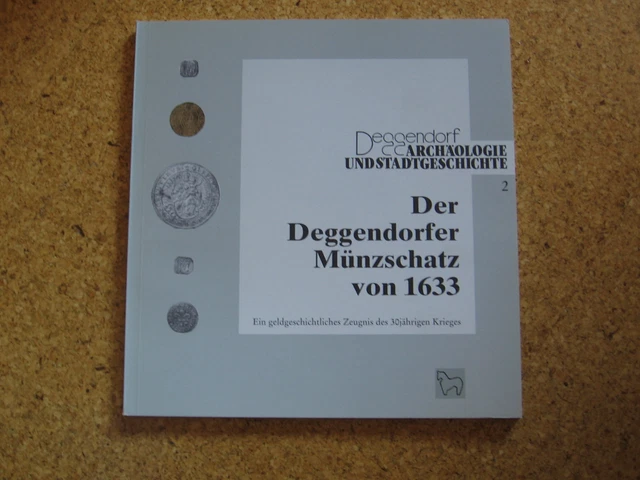 Deggendorf
ARCHÄOLOGIE
UND STADTGESCHICHTE
2
Der
Deggendorfer
Münzschatz
von 1633
Ein geldgeschichtliches Zeugnis des 30jährigen Krieges